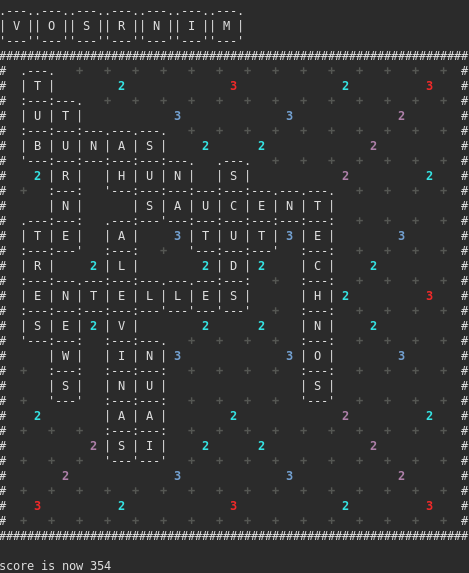 | V || O || S || R || N || I || M |
# | T | 2 3 2 3 #
# | U | T | 3 3 2 #
# | B | U | N | A | S | 2 2 2 #
# 2 | R | | H | U | N | | S | 2 2 #
# | N | | S | A | U | C | E | N | T | #
# | T | E | | A | 3 | T | U | T | 3 | E | 3 #
# | R | 2 | L | 2 | D | 2 | C | 2 #
# | E | N | T | E | L | L | E | S | | H | 2 3 #
# | S | E | 2 | V | 2 2 | N | 2 #
# | W | | I | N | 3 3 | O | 3 #
# | S | | N | U | | S | #
# 2 | A | A | 2 2 2 #
# 2 | S | I | 2 2 2 #
# 2 3 3 2 #
# 3 2 3 2 3 #
score is now 354